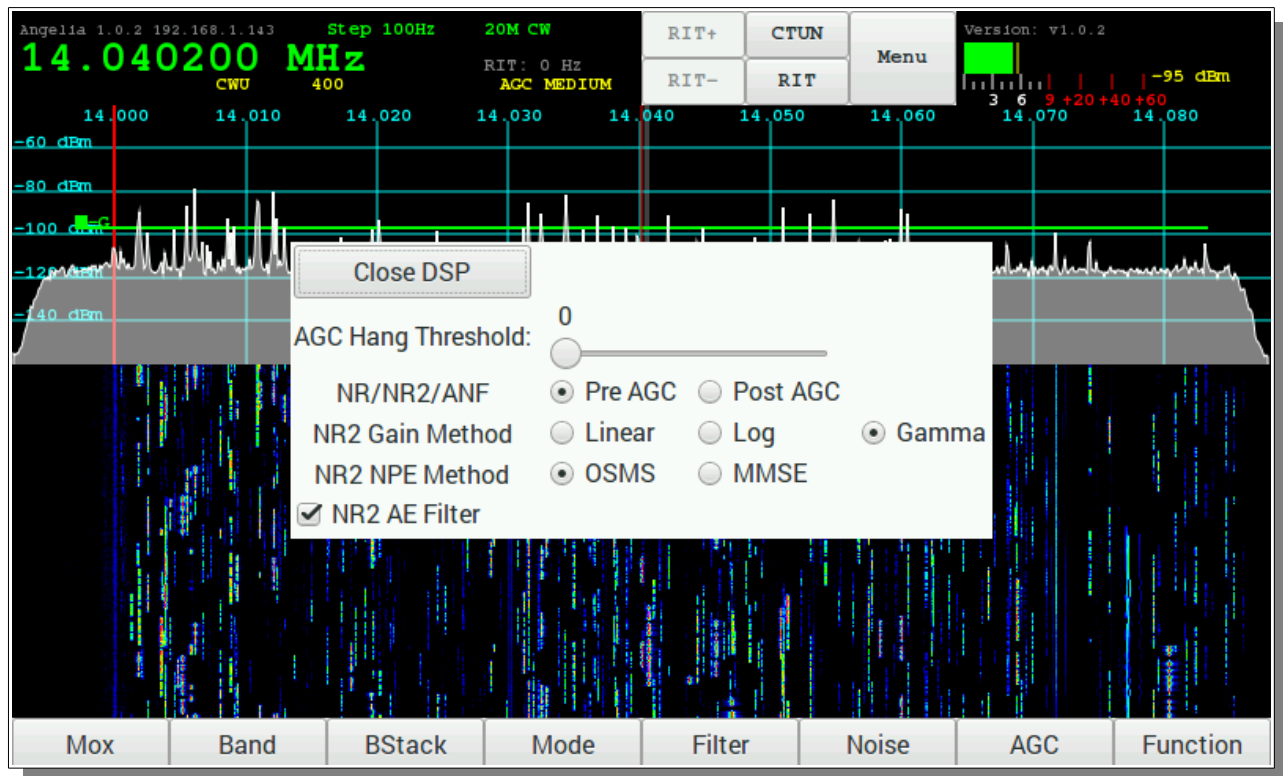 Angelia 1.0.2 192.168.1.143 Step 100Hz 20M CW
14.040200 MHz RIT: 0 Hz
CWU 400 AGC MEDIUM
RIT+ CTUN Menu
RIT- RIT
Version: v1.0.2
-95 dBm
3 6 9 +20 +40 +60
14.000 14.010 14.020 14.030 14.040 14.050 14.060 14.070 14.080
-60 dBm
-80 dBm
=G
-100 dBm
-120 dBm
-140 dBm
Close DSP
0
AGC Hang Threshold:
NR/NR2/ANF Pre AGC Post AGC
NR2 Gain Method Linear Log Gamma
NR2 NPE Method OSMS MMSE
NR2 AE Filter
Mox Band BStack Mode Filter Noise AGC Function